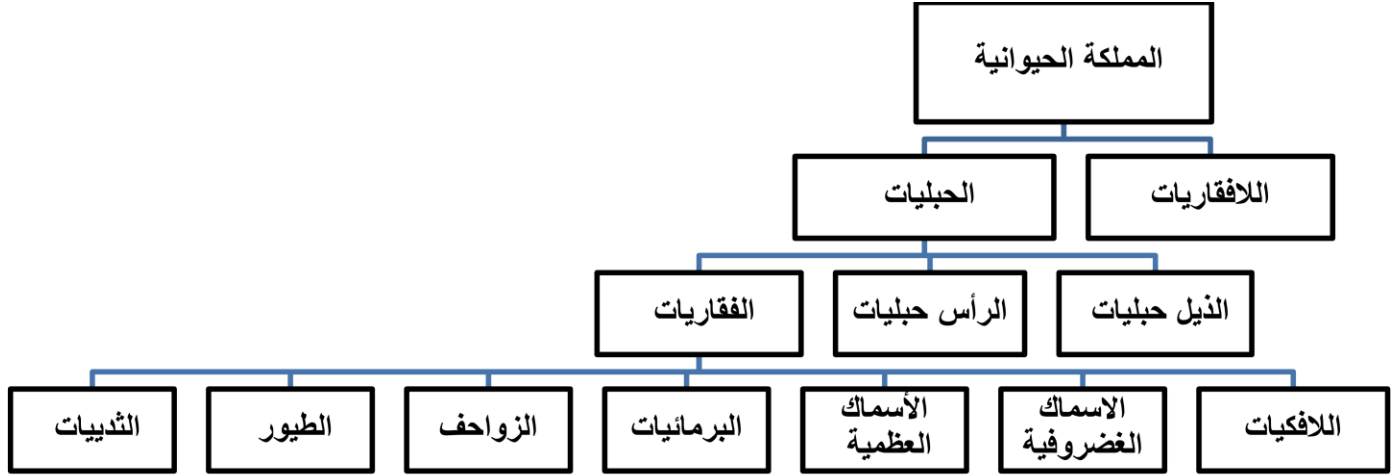 المملكة الحيوانية
اللافقاريات
الحبليات
الذيل حبليات
الرأس حبليات
الفقاريات
اللافكيات
الاسماك
الغضروفية
الأسماك
العظمية
البرمائيات
الزواحف
الطيور
الثدييات